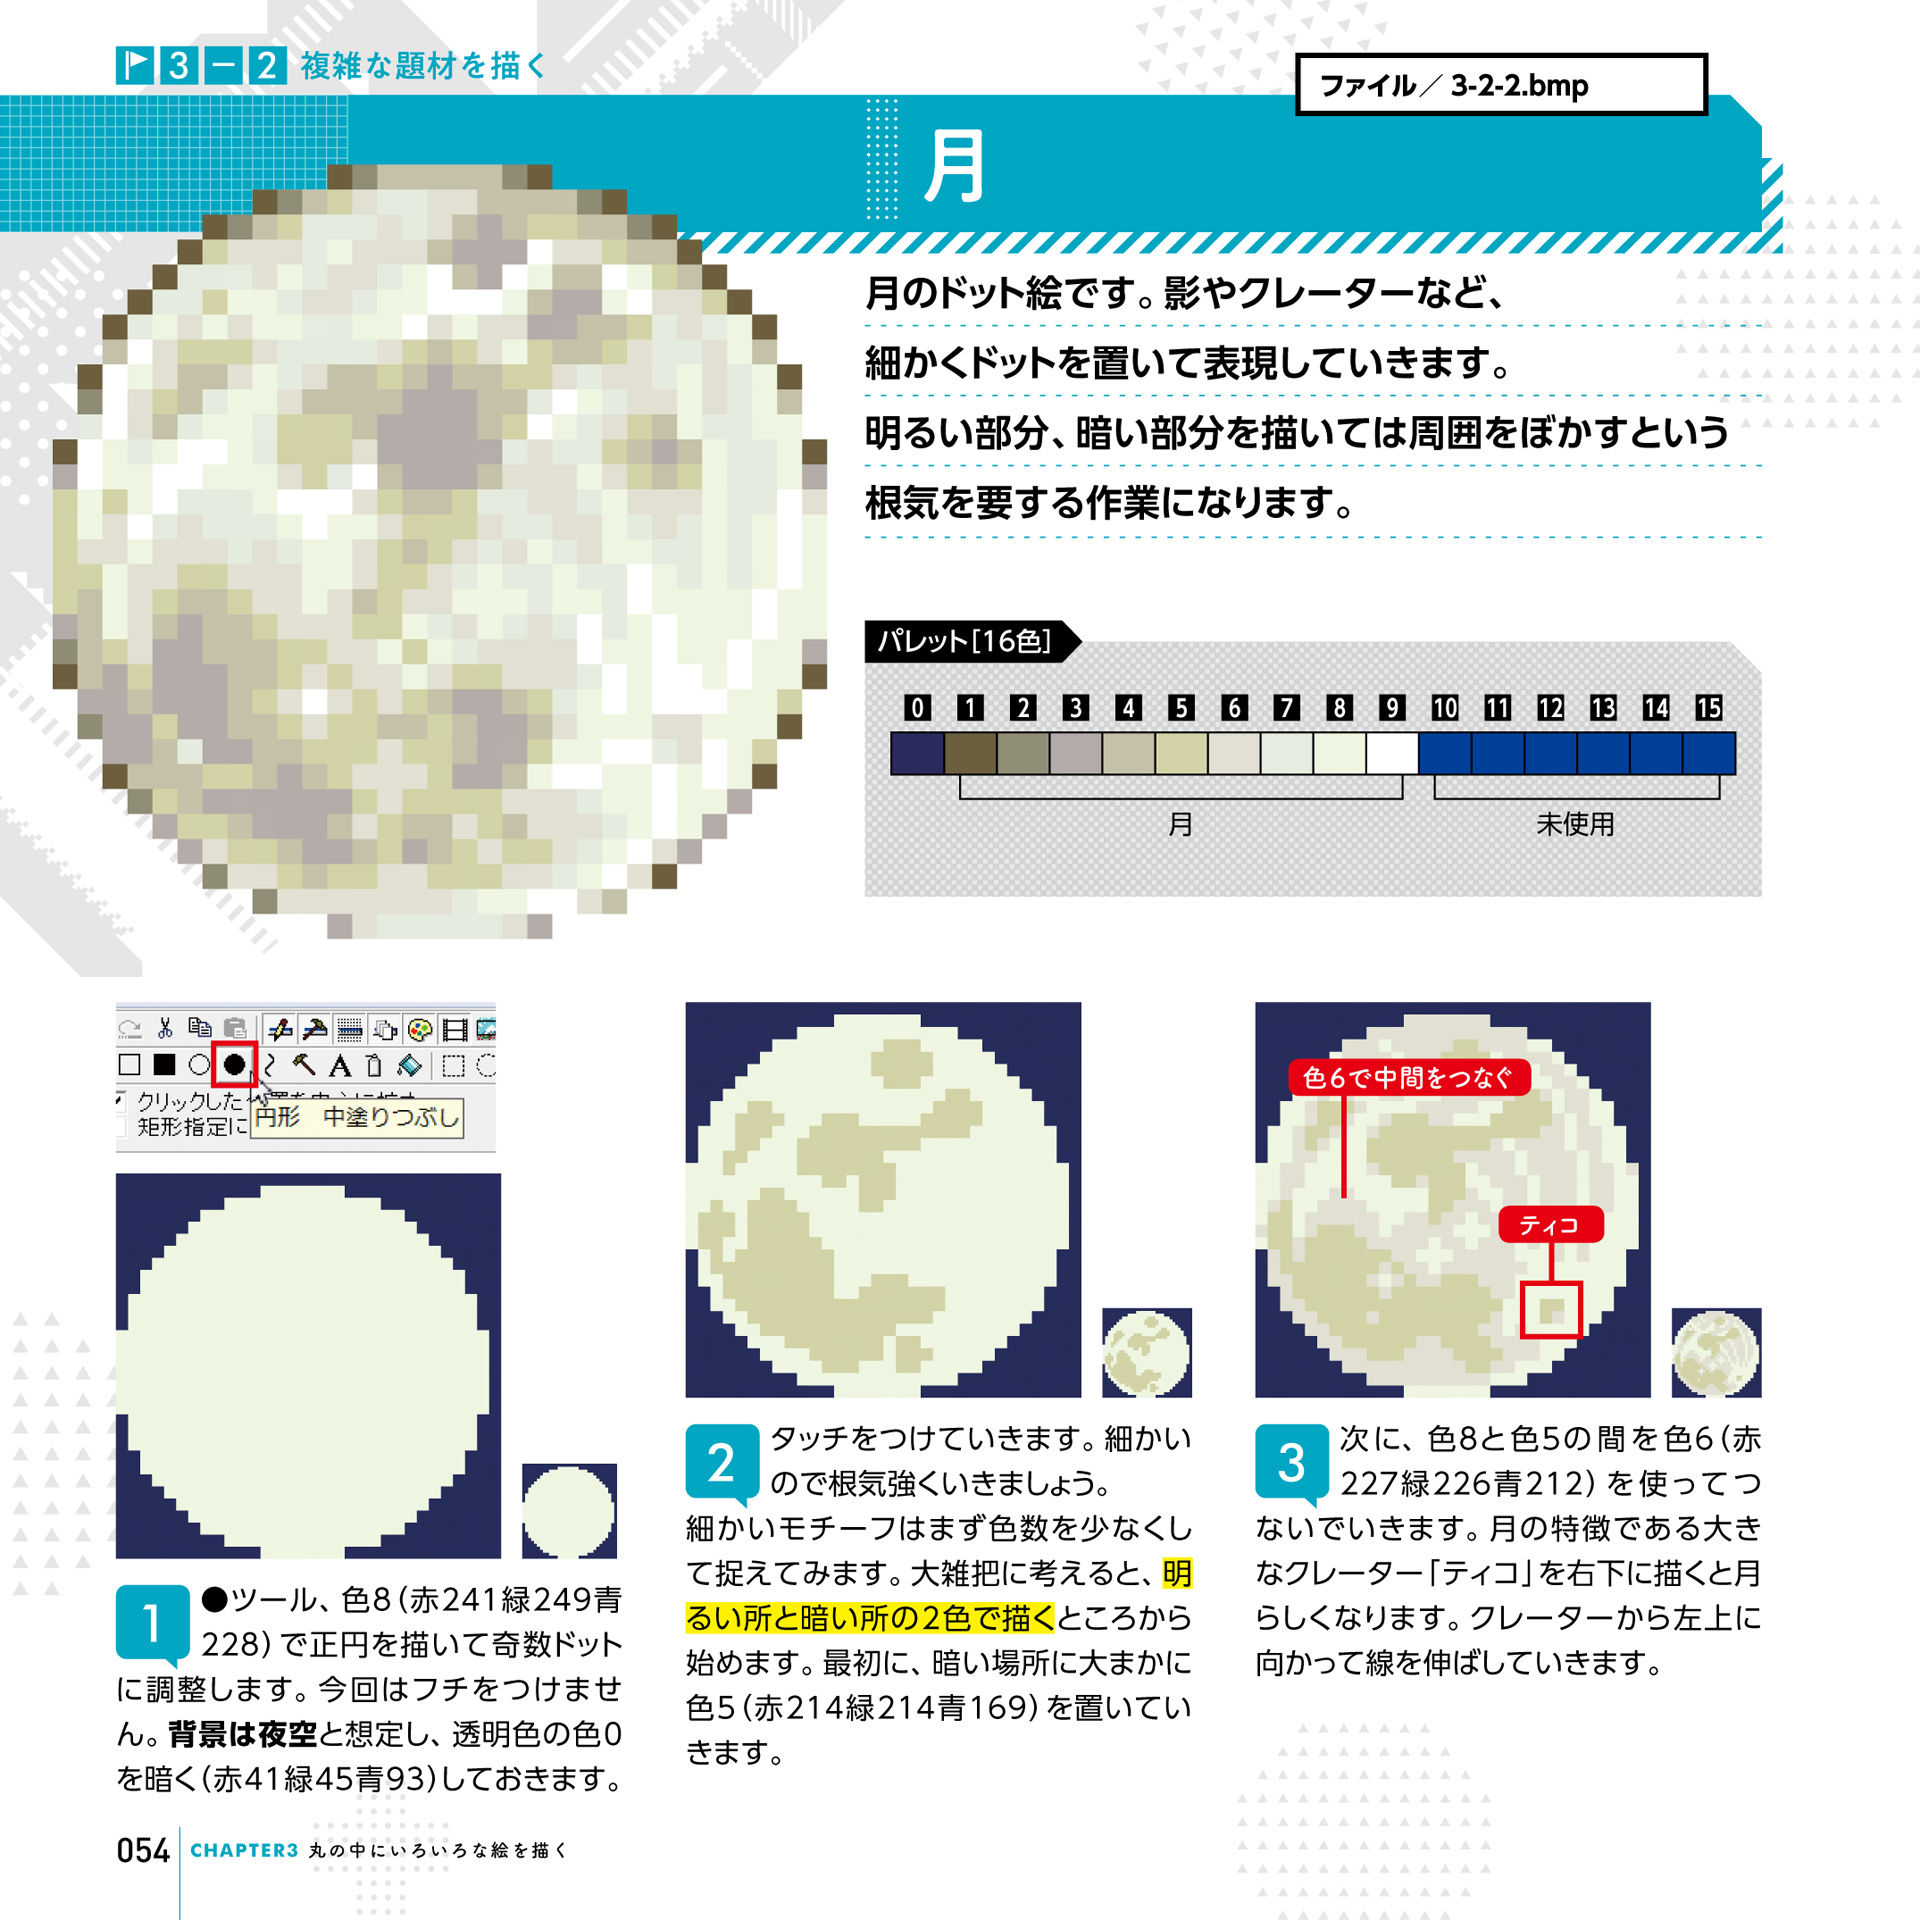 3-2 複雑な題材を描く
ファイル／ 3-2-2.bmp
月
月のドット絵です。影やクレーターなど、
細かくドットを置いて表現していきます。
明るい部分、暗い部分を描いては周囲をぼかすという
根気を要する作業になります。
パレット[16色]
0 1 2 3 4 5 6 7 8 9 10 11 12 13 14 15
月
未使用
クリックした
矩形指定に
円形　中塗りつぶし
1 ●ツール、色8（赤241緑249青
228）で正円を描いて奇数ドット
に調整します。今回はフチをつけませ
ん。背景は夜空と想定し、透明色の色0
を暗く（赤41緑45青93）しておきます。
2 タッチをつけていきます。細かい
ので根気強くいきましょう。
細かいモチーフはまず色数を少なくし
て捉えてみます。大雑把に考えると、明
るい所と暗い所の2色で描くところから
始めます。最初に、暗い場所に大まかに
色5（赤214緑214青169）を置いてい
きます。
色6で中間をつなぐ
ティコ
3 次に、色8と色5の間を色6（赤
227緑226青212）を使ってつ
ないでいきます。月の特徴である大き
なクレーター「ティコ」を右下に描くと月
らしくなります。クレーターから左上に
向かって線を伸ばしていきます。
054 CHAPTER3 丸の中にいろいろな絵を描く